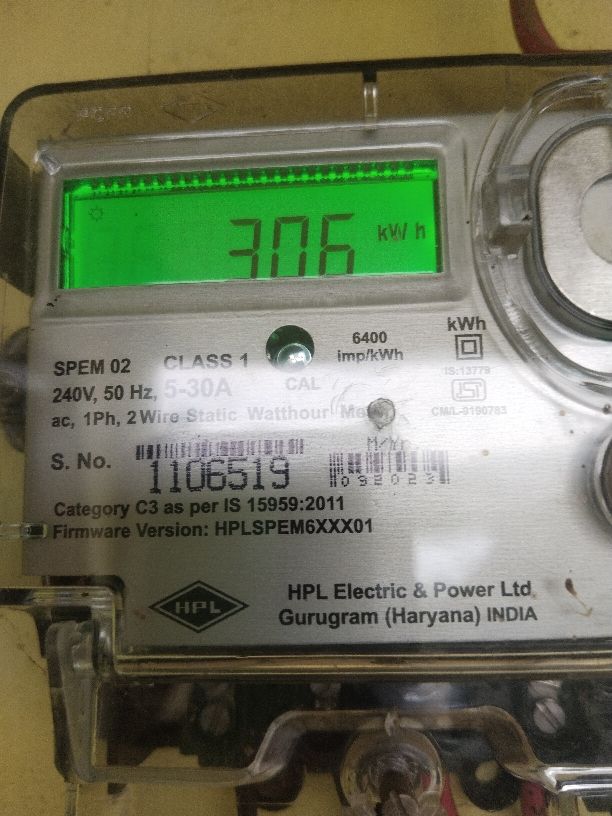 306 kWh
6400
imp/kWh
kWh
SPEM 02 CLASS 1
IS:13779
240V, 50 Hz, 5-30A
CAL
CM/L-9190783
ac, 1Ph, 2 Wire Static Watthour
M/Yr
S. No. 1106519
092023
Category C3 as per IS 15959:2011
Firmware Version: HPLSPEM6XXX01
HPL
HPL Electric & Power Ltd
Gurugram (Haryana) INDIA